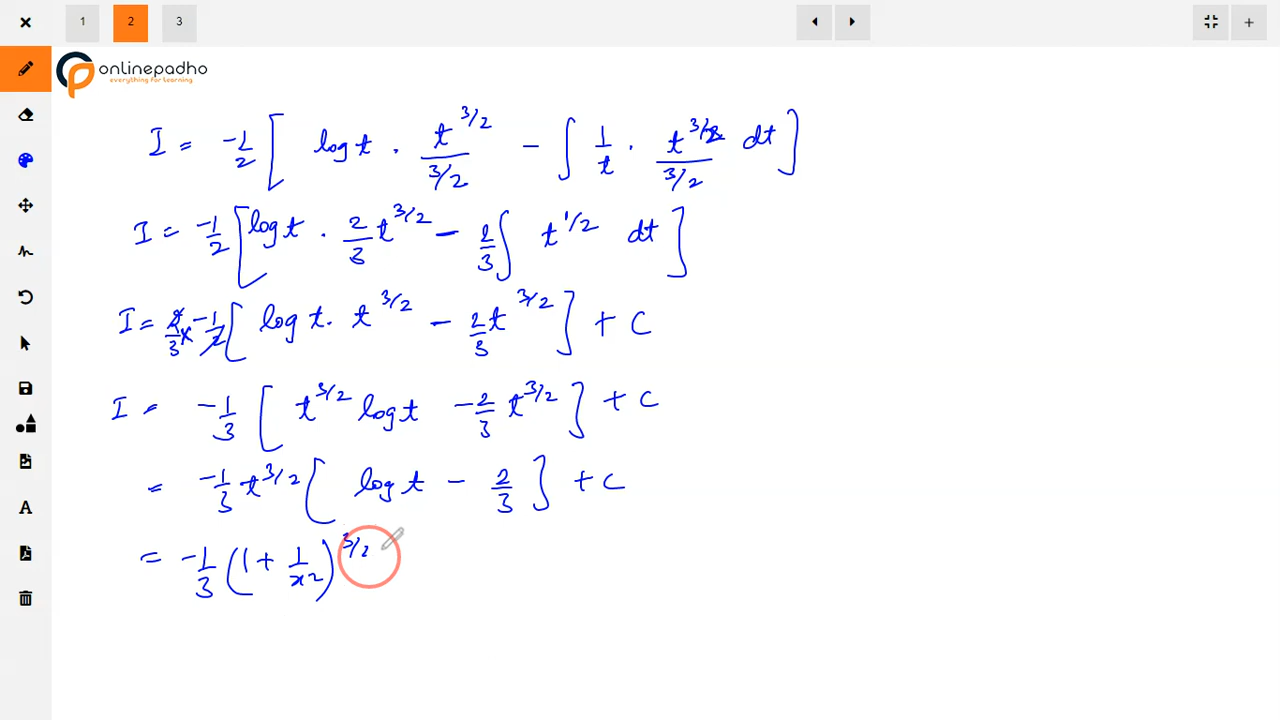 1 2 3
onlinepadho
everything for learning
I = -1/2 [ log t . t^3/2 / 3/2 - ∫ 1/t . t^3/2 / 3/2 dt ]
I = -1/2 [ log t . 2/3 t^3/2 - 2/3 ∫ t^1/2 dt ]
I = 2/3 x -1/2 [ log t . t^3/2 - 2/3 t^3/2 ] + C
I = -1/3 [ t^3/2 log t - 2/3 t^3/2 ] + C
= -1/3 t^3/2 [ log t - 2/3 ] + C
= -1/3 (1 + 1/x2)^3/2
A